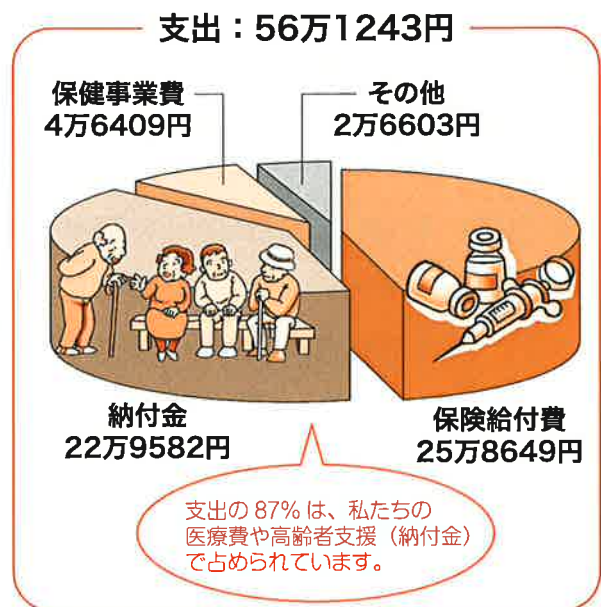 支出：56万1243円
保健事業費
4万6409円
その他
2万6603円
納付金
22万9582円
保険給付費
25万8649円
支出の87%は、私たちの
医療費や高齢者支援（納付金）
で占められています。